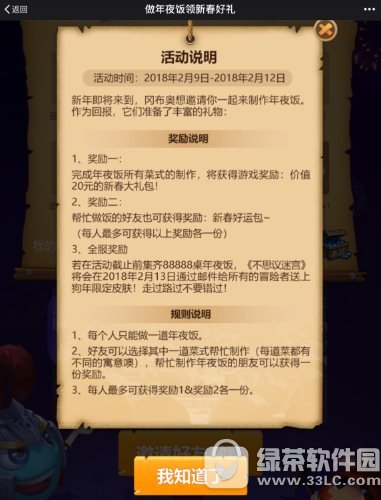 返回
做年夜饭领新春好礼
活动说明
活动时间：2018年2月9日-2018年2月12日
新年即将来到，冈布奥想邀请你一起来制作年夜饭。
作为回报，它们准备了丰富的礼物：
奖励说明
1、奖励一：
完成年夜饭所有菜式的制作，将获得游戏奖励：价值
20元的新春大礼包！
2、奖励二：
帮忙做饭的好友也可获得奖励：新春好运包~
（每人最多可获得以上奖励各一份）
3、全服奖励
若在活动截止前集齐88888桌年夜饭，《不思议迷宫》
将会在2018年2月13日通过邮件给所有的冒险者送上
狗年限定皮肤！走过路过不要错过！
规则说明
1、每个人只能做一道年夜饭。
2、好友可以选择其中一道菜式帮忙制作（每道菜都有
不同的寓意噢），帮忙制作年夜饭的朋友可以获得一
份奖励。
3、每人最多可获得奖励1&奖励2各一份。
我的
邀请好友
我知道了
绿茶软件园
www.33LC.com